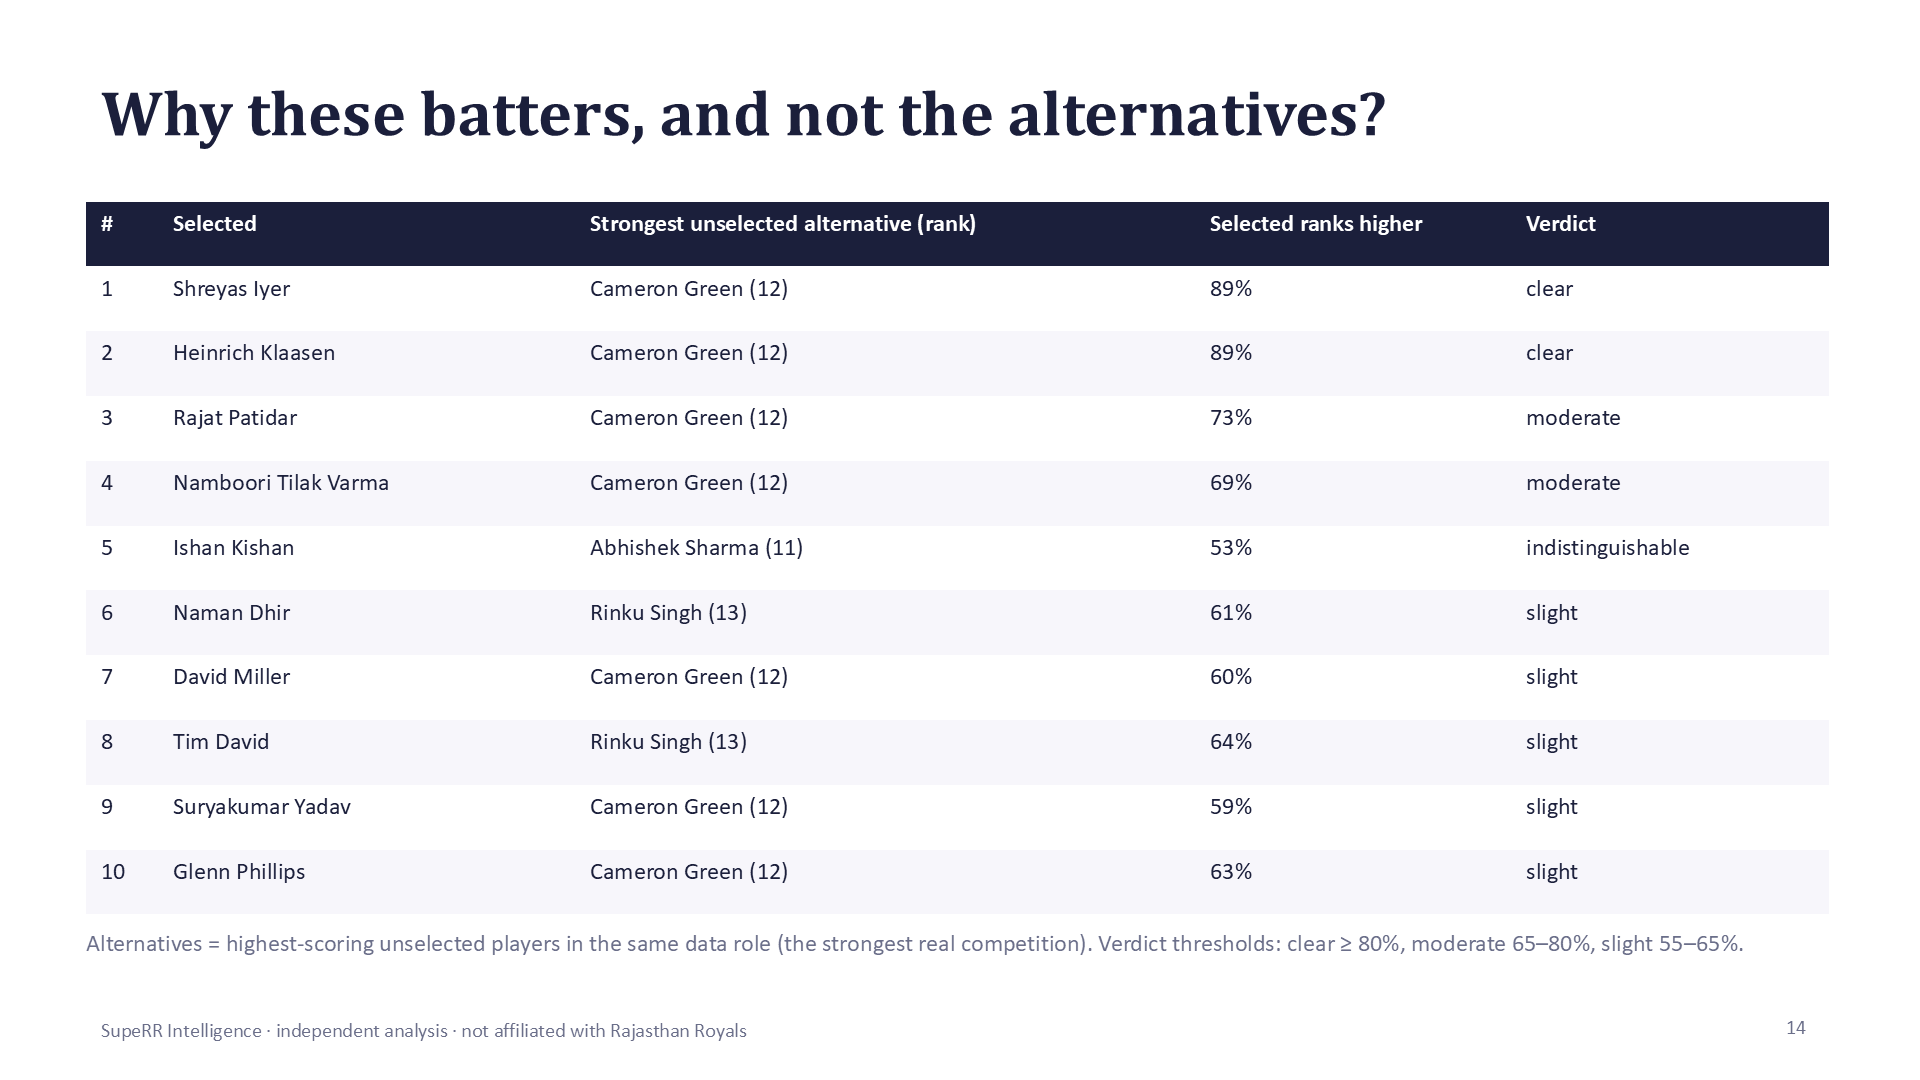 Why these batters, and not the alternatives?
# Selected Strongest unselected alternative (rank) Selected ranks higher Verdict
1 Shreyas Iyer Cameron Green (12) 89% clear
2 Heinrich Klaasen Cameron Green (12) 89% clear
3 Rajat Patidar Cameron Green (12) 73% moderate
4 Namboori Tilak Varma Cameron Green (12) 69% moderate
5 Ishan Kishan Abhishek Sharma (11) 53% indistinguishable
6 Naman Dhir Rinku Singh (13) 61% slight
7 David Miller Cameron Green (12) 60% slight
8 Tim David Rinku Singh (13) 64% slight
9 Suryakumar Yadav Cameron Green (12) 59% slight
10 Glenn Phillips Cameron Green (12) 63% slight
Alternatives = highest-scoring unselected players in the same data role (the strongest real competition). Verdict thresholds: clear ≥ 80%, moderate 65–80%, slight 55–65%.
SupeRR Intelligence · independent analysis · not affiliated with Rajasthan Royals
14